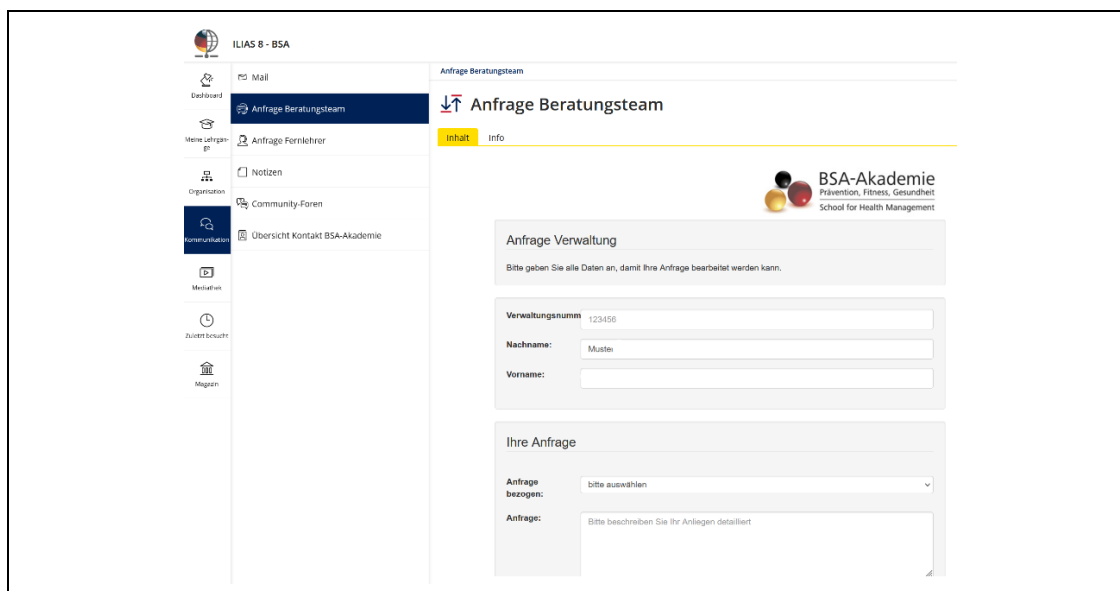 ILIAS 8 - BSA
Dashboard
Meine Lehrgän-
ge
Organisation
Kommunikation
Mediathek
Zuletzt besucht
Magazin
Mail
Anfrage Beratungsteam
Anfrage Fernlehrer
Notizen
Community-Foren
Übersicht Kontakt BSA-Akademie
Anfrage Beratungsteam
Anfrage Beratungsteam
Inhalt Info
BSA-Akademie
Prävention, Fitness, Gesundheit
School for Health Management
Anfrage Verwaltung
Bitte geben Sie alle Daten an, damit Ihre Anfrage bearbeitet werden kann.
Verwaltungsnumm 123456
Nachname: Muster
Vorname:
Ihre Anfrage
Anfrage
bezogen: bitte auswählen
Anfrage: Bitte beschreiben Sie Ihr Anliegen detailliert